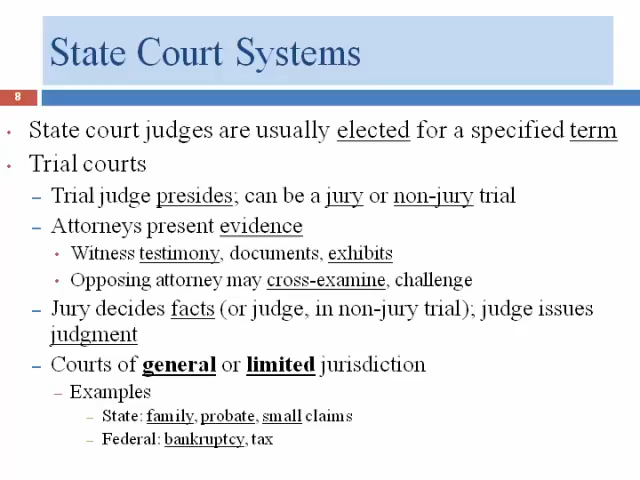 State Court Systems
8
• State court judges are usually elected for a specified term
• Trial courts
– Trial judge presides; can be a jury or non-jury trial
– Attorneys present evidence
• Witness testimony, documents, exhibits
• Opposing attorney may cross-examine, challenge
– Jury decides facts (or judge, in non-jury trial); judge issues
judgment
– Courts of general or limited jurisdiction
– Examples
– State: family, probate, small claims
– Federal: bankruptcy, tax